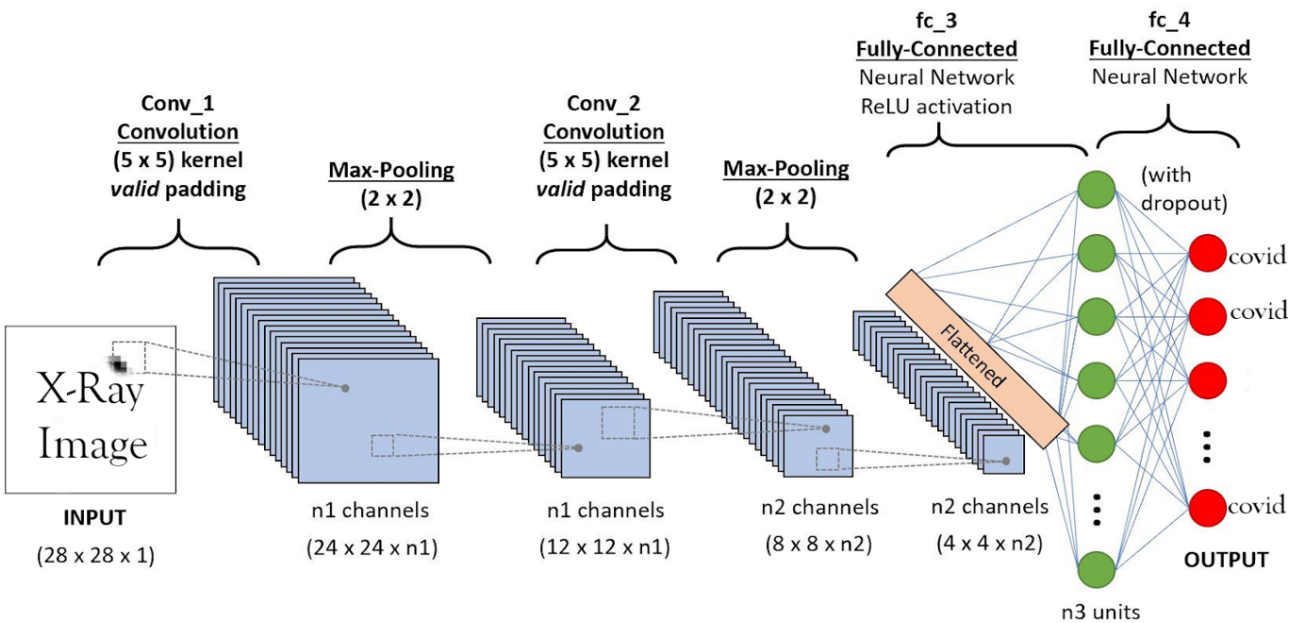 Conv_1
Convolution
(5 x 5) kernel
valid padding
Max-Pooling
(2 x 2)
Conv_2
Convolution
(5 x 5) kernel
valid padding
Max-Pooling
(2 x 2)
fc_3
Fully-Connected
Neural Network
ReLU activation
fc_4
Fully-Connected
Neural Network
(with
dropout)
X-Ray
Image
Flattened
covid
covid
covid
INPUT
(28 x 28 x 1)
n1 channels
(24 x 24 x n1)
n1 channels
(12 x 12 x n1)
n2 channels
(8 x 8 x n2)
n2 channels
(4 x 4 x n2)
OUTPUT
n3 units